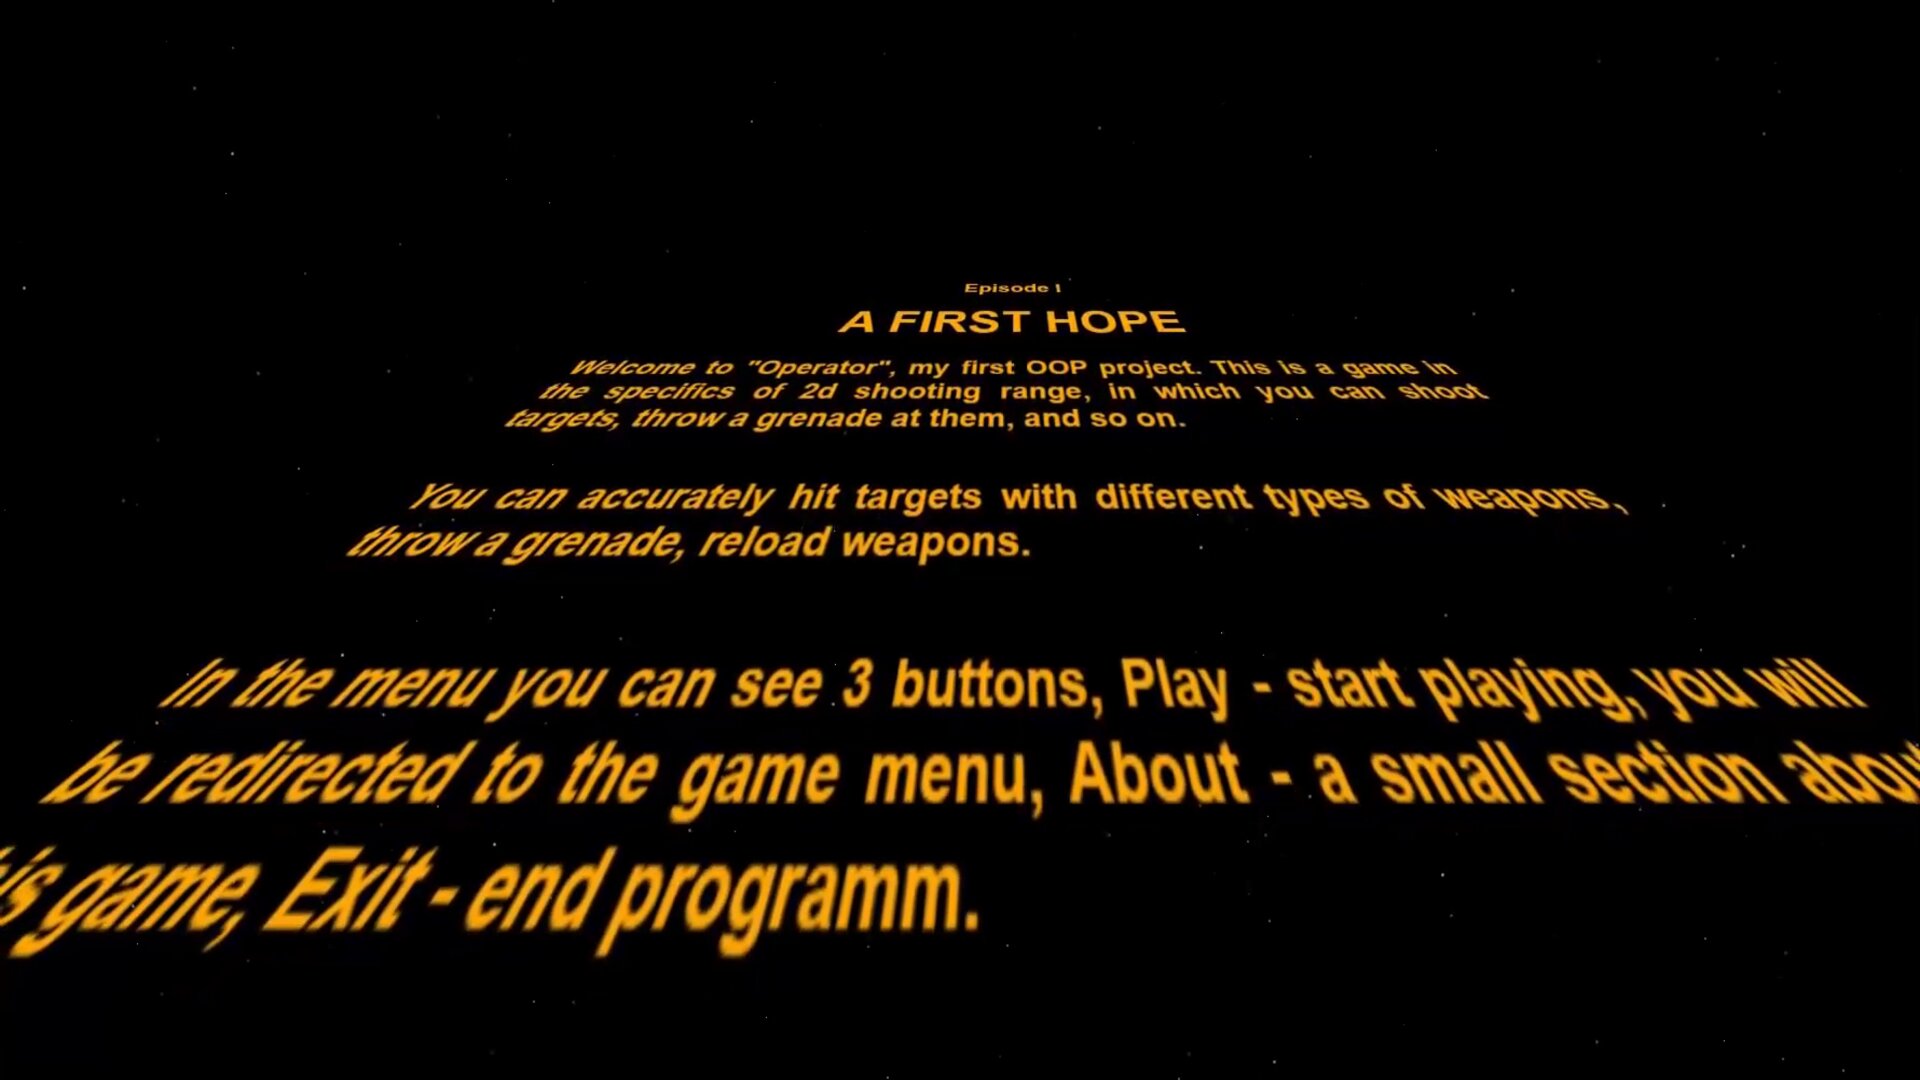 Episode I
A FIRST HOPE
Welcome to "Operator", my first OOP project. This is a game in
the specifics of 2d shooting range, in which you can shoot
targets, throw a grenade at them, and so on.
You can accurately hit targets with different types of weapons,
throw a grenade, reload weapons.
In the menu you can see 3 buttons, Play - start playing, you will
be redirected to the game menu, About - a small section about
game, Exit - end programm.